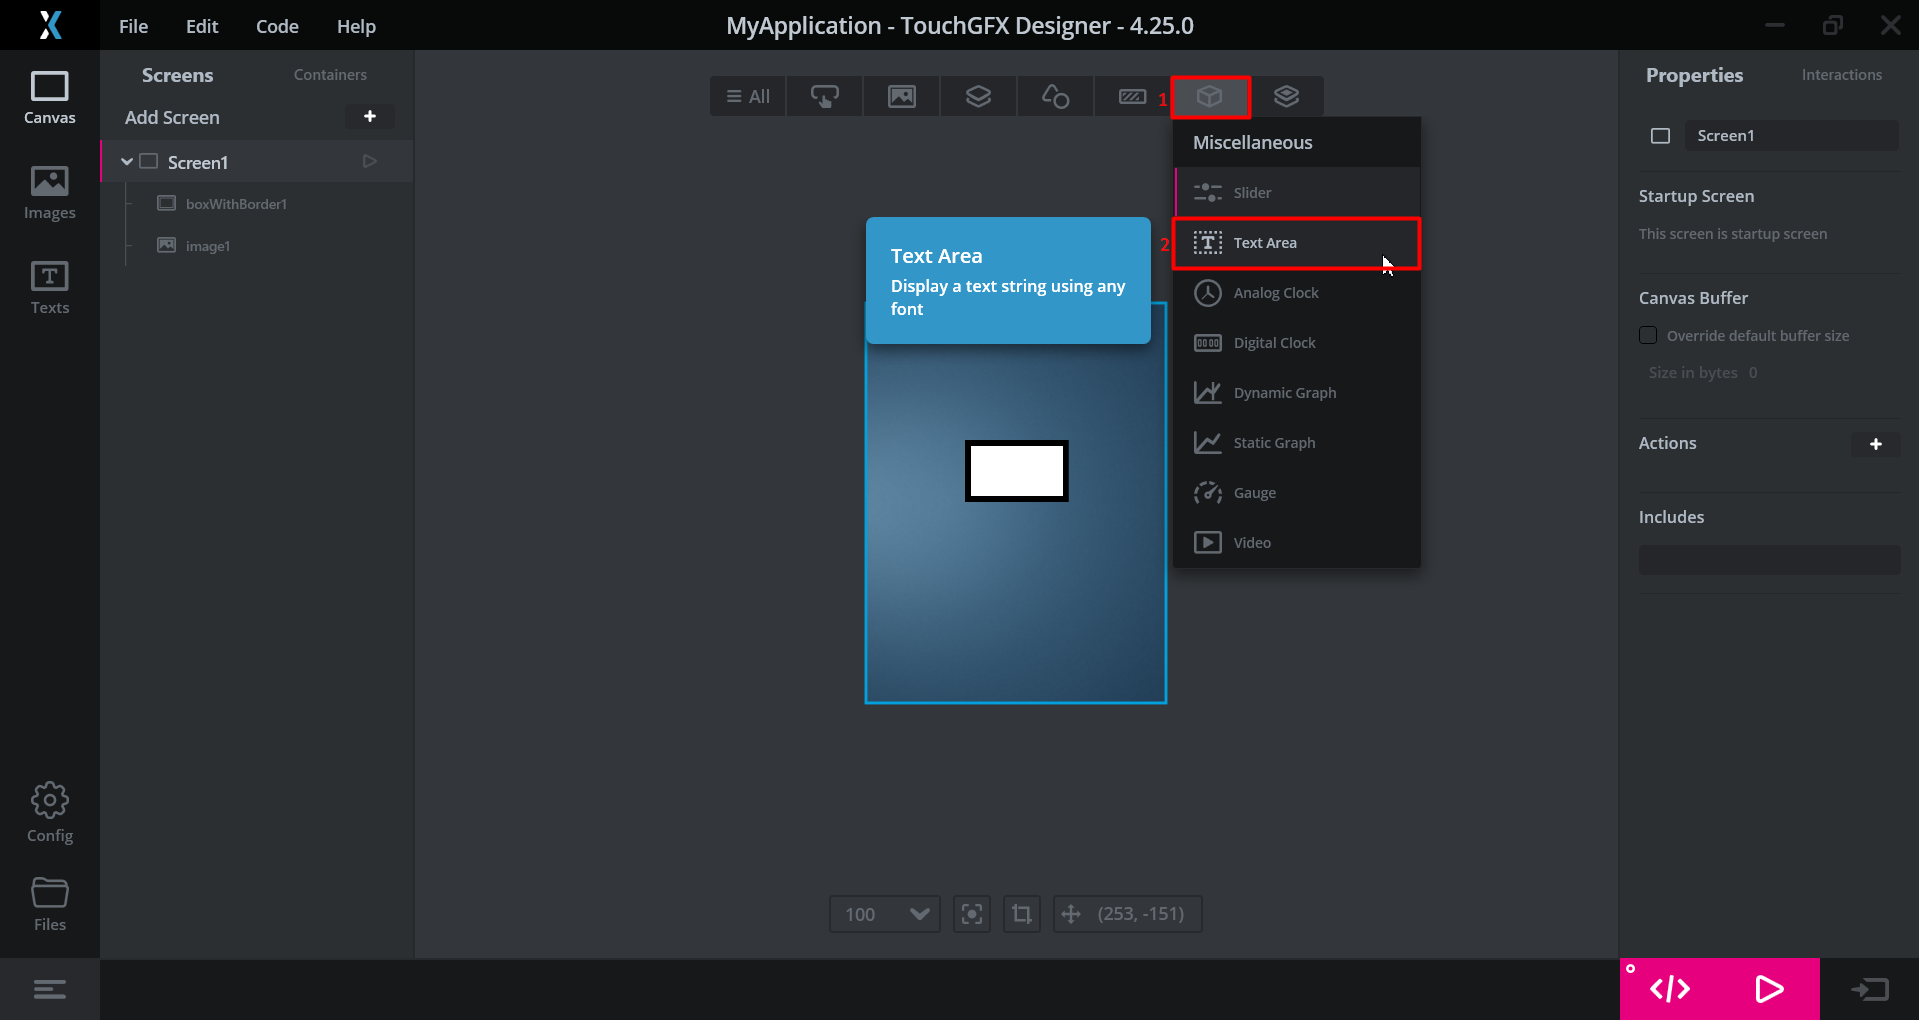 File Edit Code Help
MyApplication - TouchGFX Designer - 4.25.0
Canvas
Images
Texts
Config
Files
Screens Containers
Add Screen +
Screen1
boxWithBorder1
image1
All
1
Miscellaneous
Slider
2
Text Area
Analog Clock
Digital Clock
Dynamic Graph
Static Graph
Gauge
Video
Text Area
Display a text string using any
font
100
(253, -151)
Properties Interactions
Screen1
Startup Screen
This screen is startup screen
Canvas Buffer
Override default buffer size
Size in bytes 0
Actions +
Includes